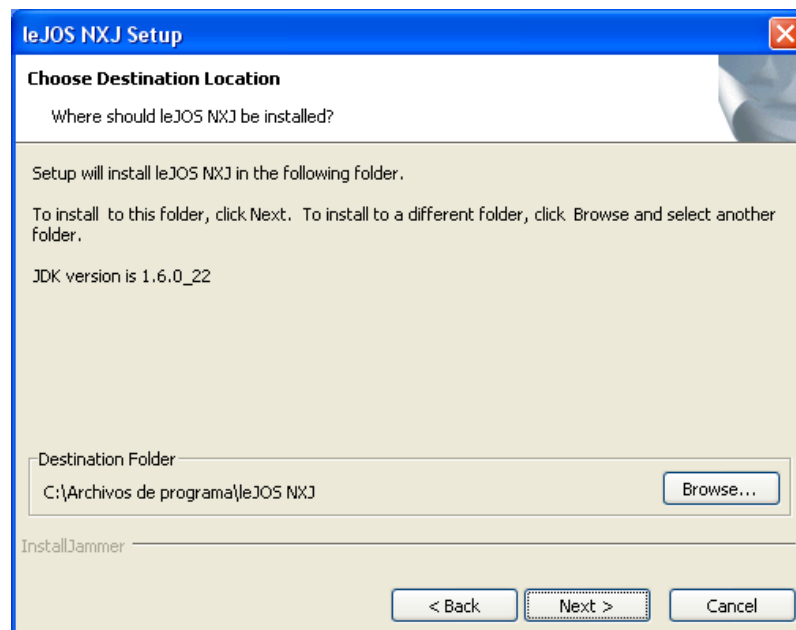 leJOS NXJ Setup
Choose Destination Location
Where should leJOS NXJ be installed?
Setup will install leJOS NXJ in the following folder.
To install  to this folder, click Next.  To install to a different folder, click  Browse and select another
folder.
JDK version is 1.6.0_22
Destination Folder
C:\Archivos de programa\leJOS NXJ
Browse...
InstallJammer
< Back
Next >
Cancel